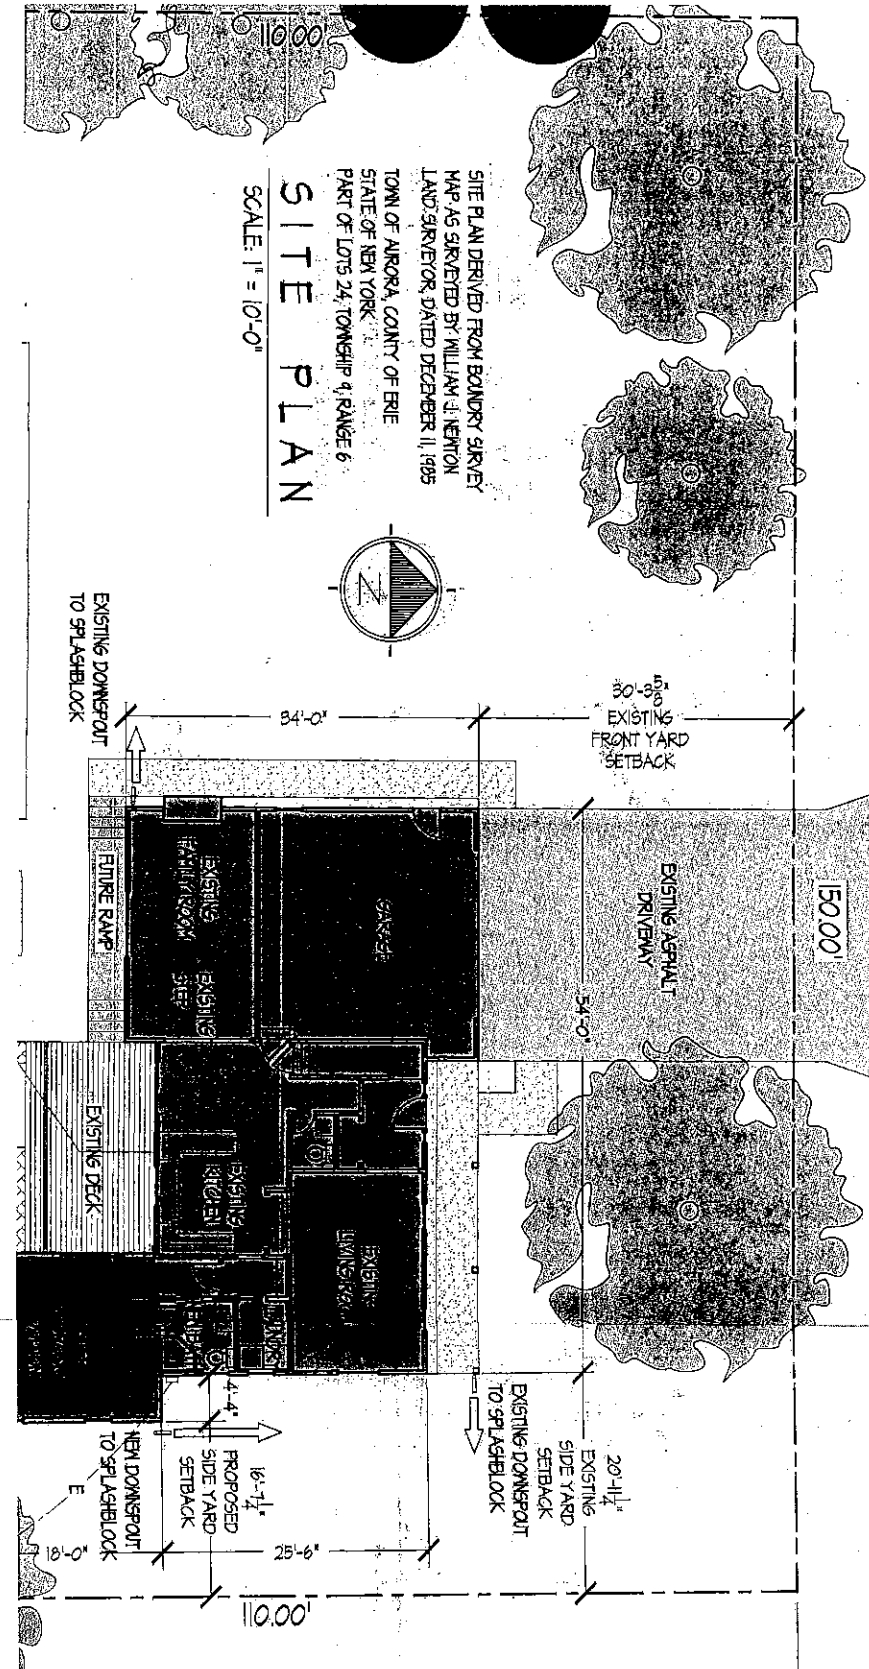 110.00'
SITE PLAN DERIVED FROM BOUNDRY SURVEY
MAP AS SURVEYED BY WILLIAM J. NEWTON
LAND SURVEYOR, DATED DECEMBER 11, 1985
TOWN OF AURORA, COUNTY OF ERIE
STATE OF NEW YORK
PART OF LOTS 24, TOWNSHIP 9, RANGE 6
SITE PLAN
SCALE: 1" = 10'-0"
N
EXISTING DOWNSPOUT
TO SPLASHBLOCK
34'-0"
30'-3 5/8"
EXISTING
FRONT YARD
SETBACK
150.00'
EXISTING ASPHALT
DRIVEWAY
54'-0"
GARAGE
EXISTING
FAMILY ROOM
EXISTING
FUTURE RAMP
EXISTING DECK
EXISTING
KITCHEN
EXISTING
LIVING ROOM
4'-4"
EXISTING DOWNSPOUT
TO SPLASHBLOCK
20'-11 1/4"
EXISTING
SIDE YARD
SETBACK
16'-7 1/4"
PROPOSED
SIDE YARD
SETBACK
NEW DOWNSPOUT
TO SPLASHBLOCK
E
18'-0"
25'-6"
110.00'